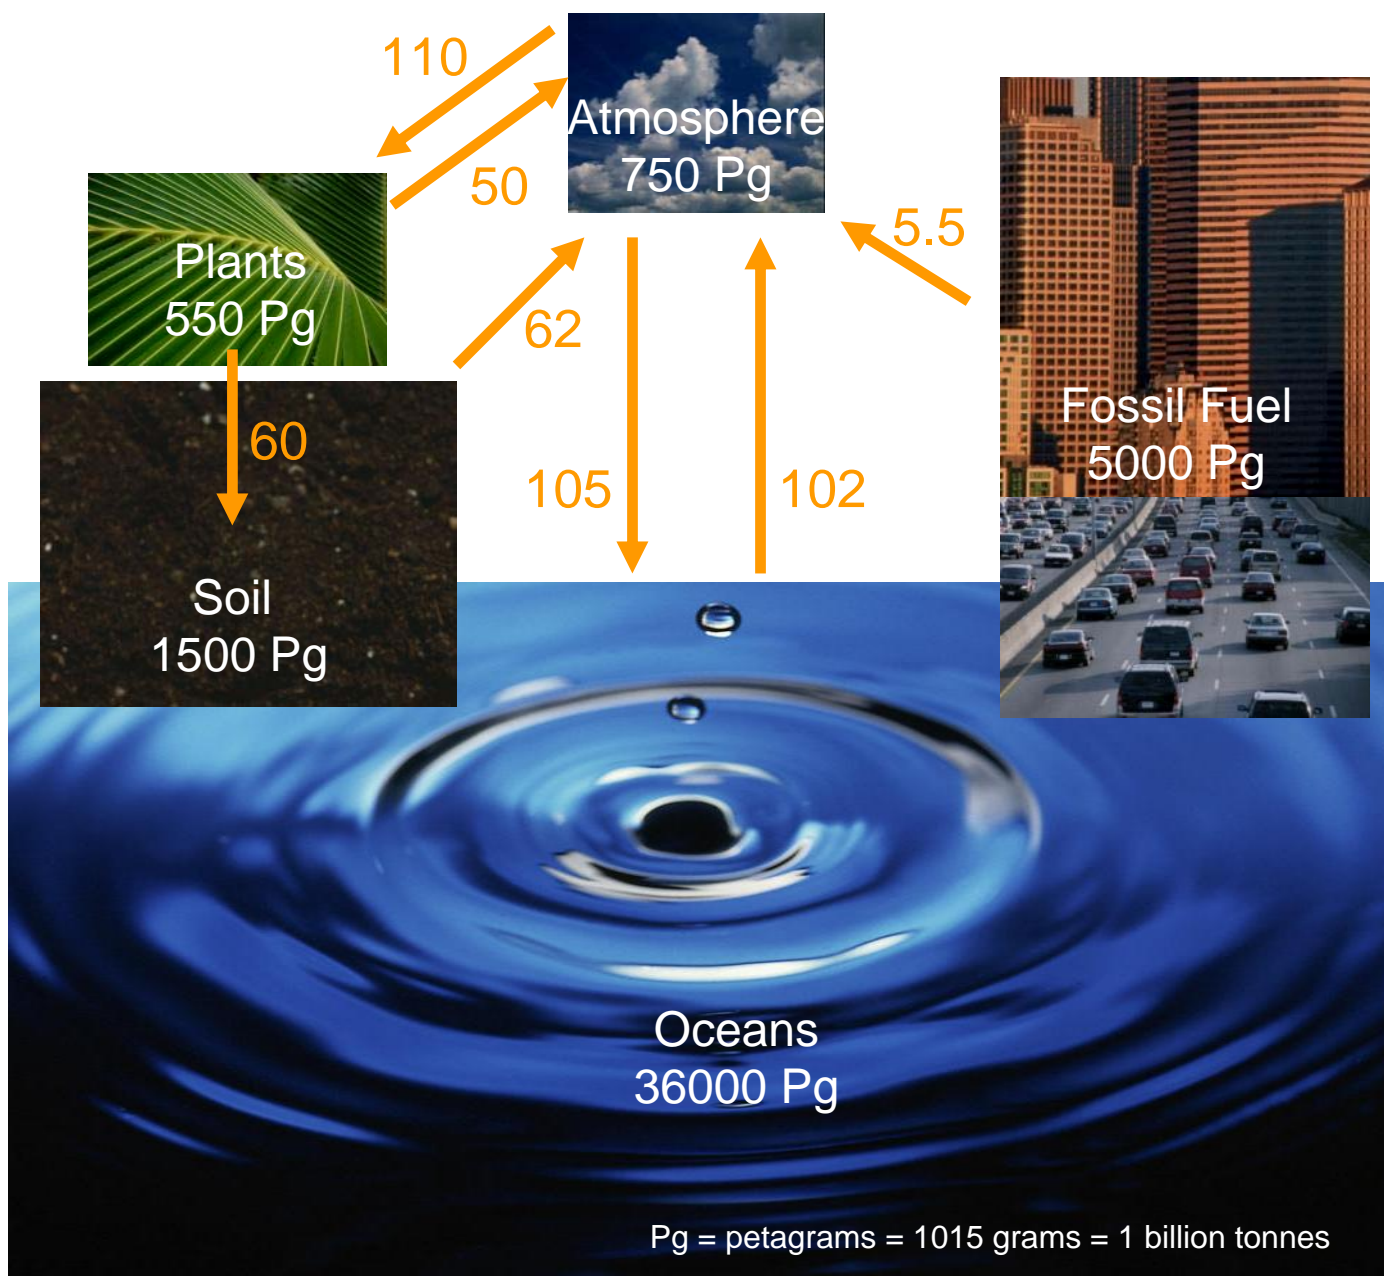 110
50
Atmosphere
750 Pg
5.5
Plants
550 Pg
62
60
105
102
Fossil Fuel
5000 Pg
Soil
1500 Pg
Oceans
36000 Pg
Pg = petagrams = 1015 grams = 1 billion tonnes